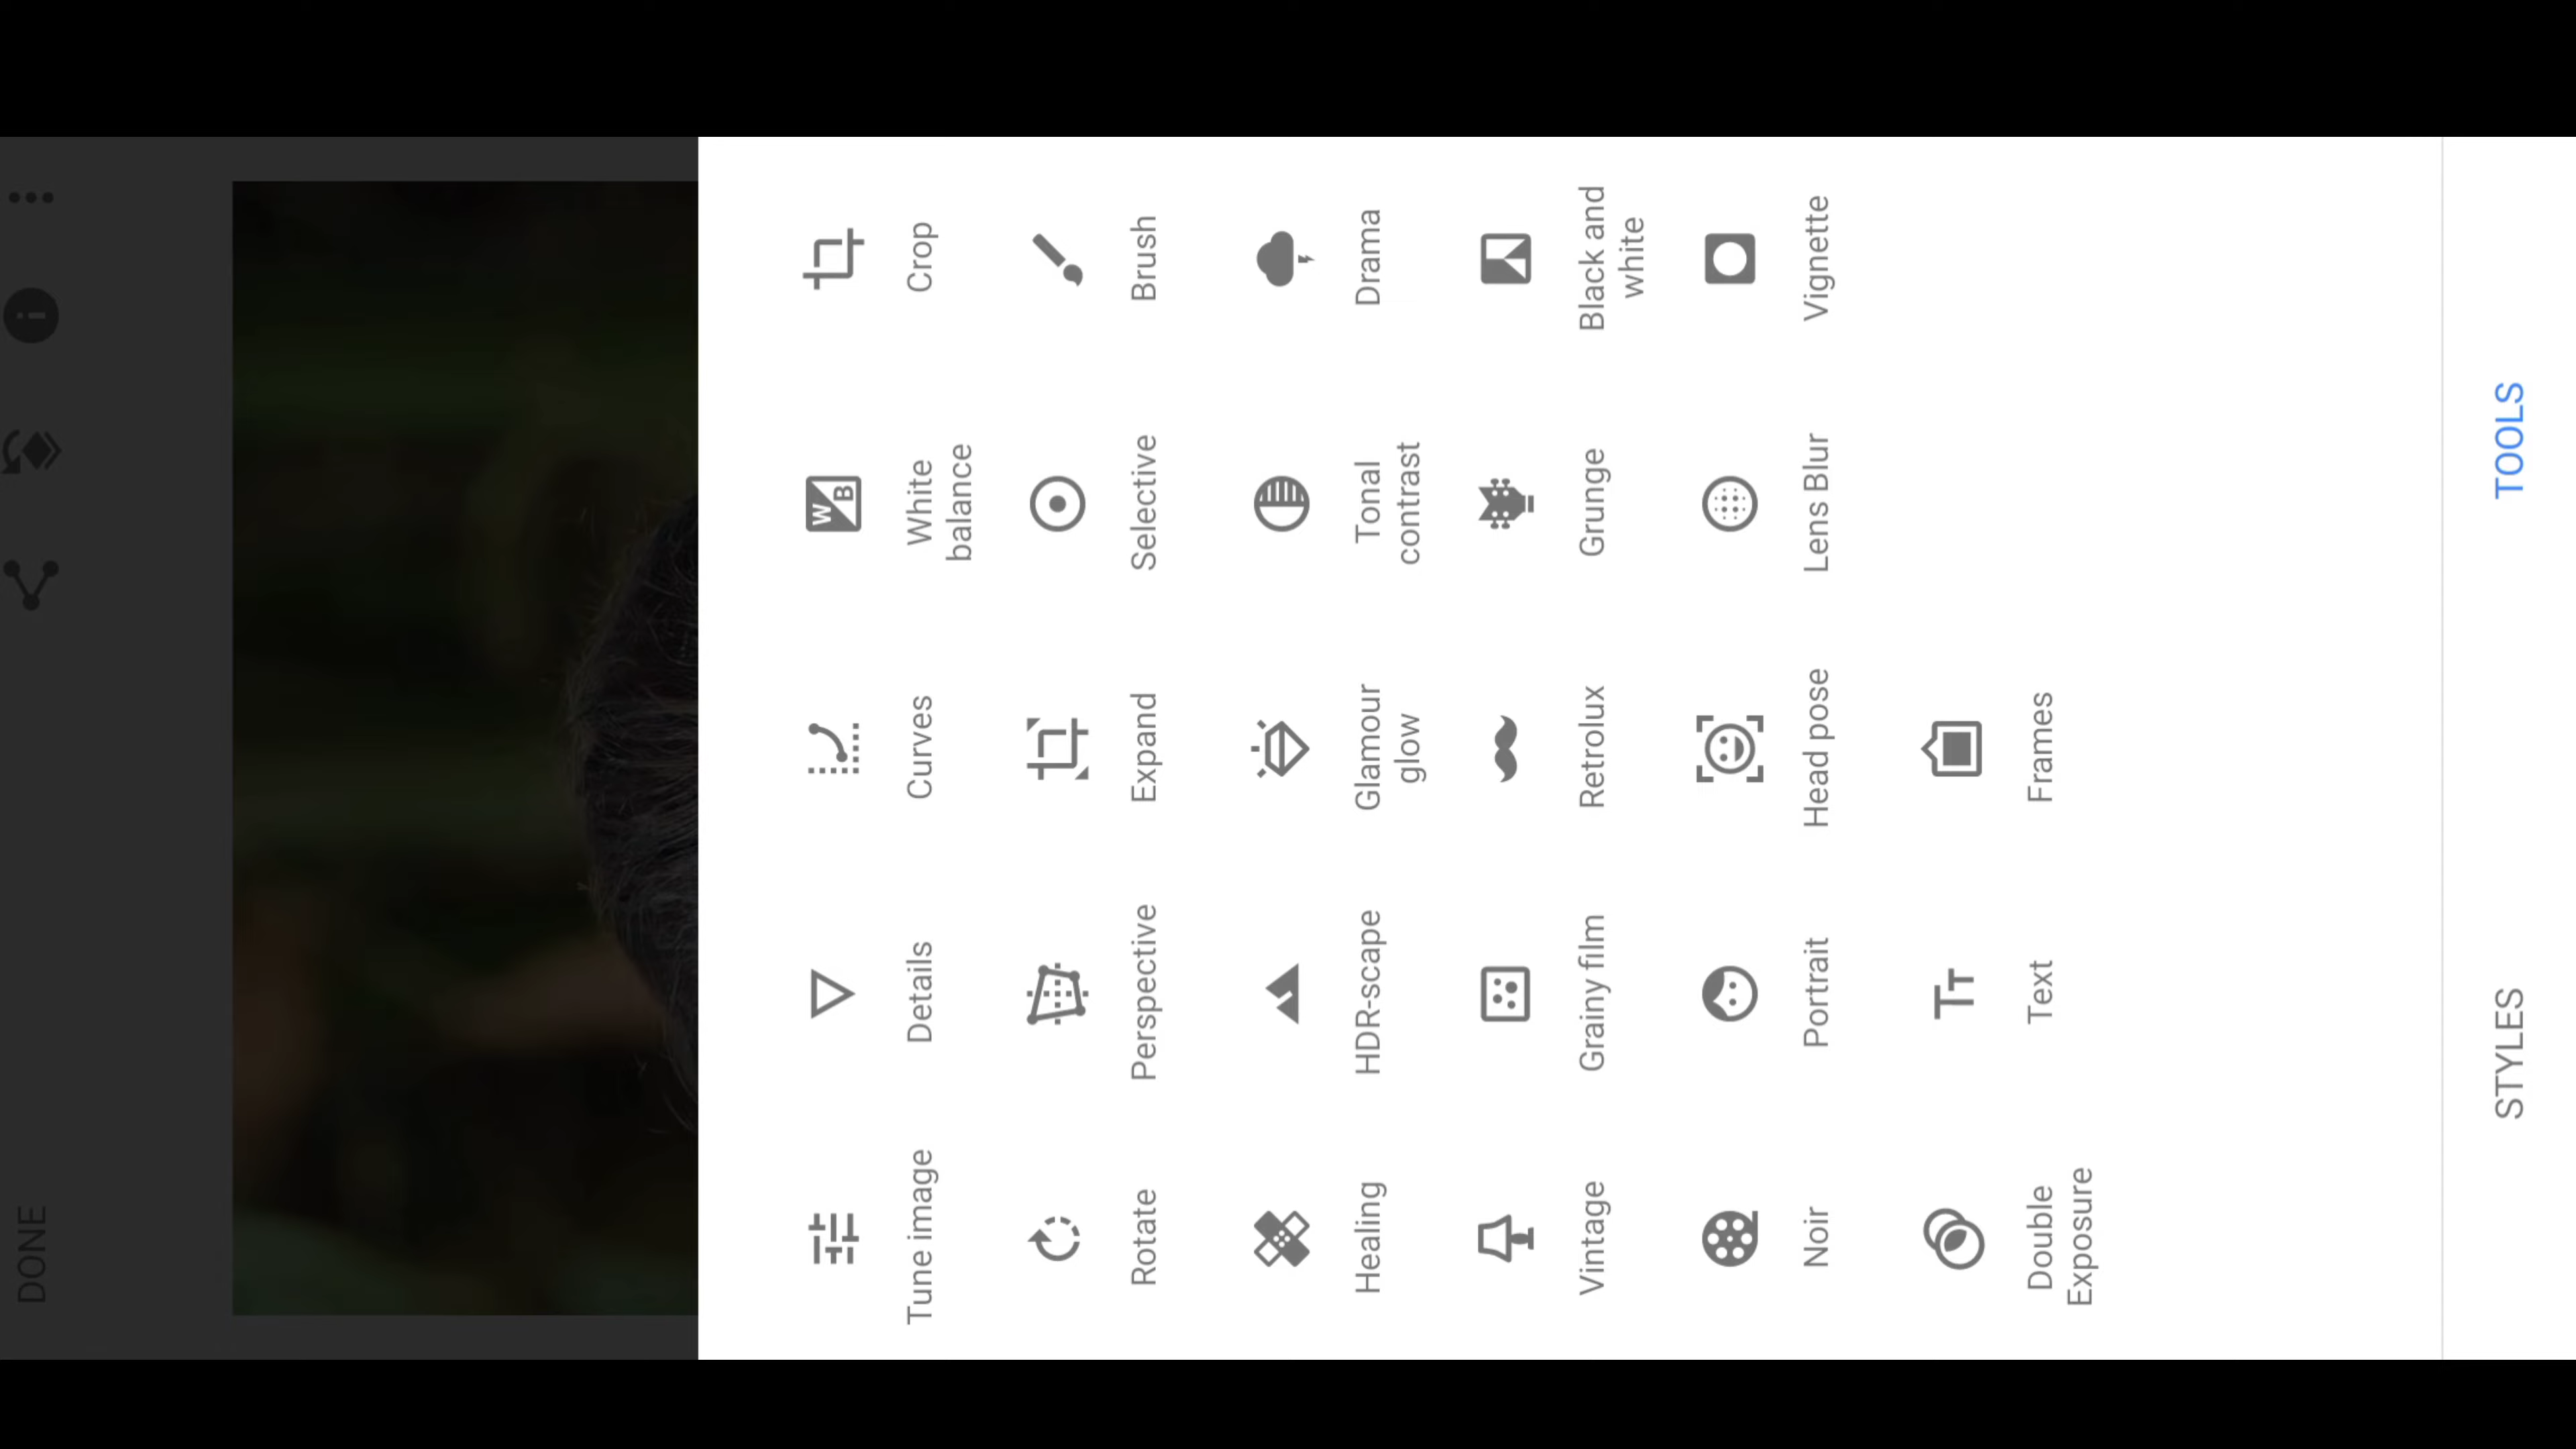 DONE
Tune image
Details
Curves
White
balance
Crop
Rotate
Perspective
Expand
Selective
Brush
Healing
HDR-scape
Glamour
glow
Tonal
contrast
Drama
Vintage
Grainy film
Retrolux
Grunge
Black and
white
Noir
Portrait
Head pose
Lens Blur
Vignette
Double
Exposure
Text
Frames
STYLES
TOOLS